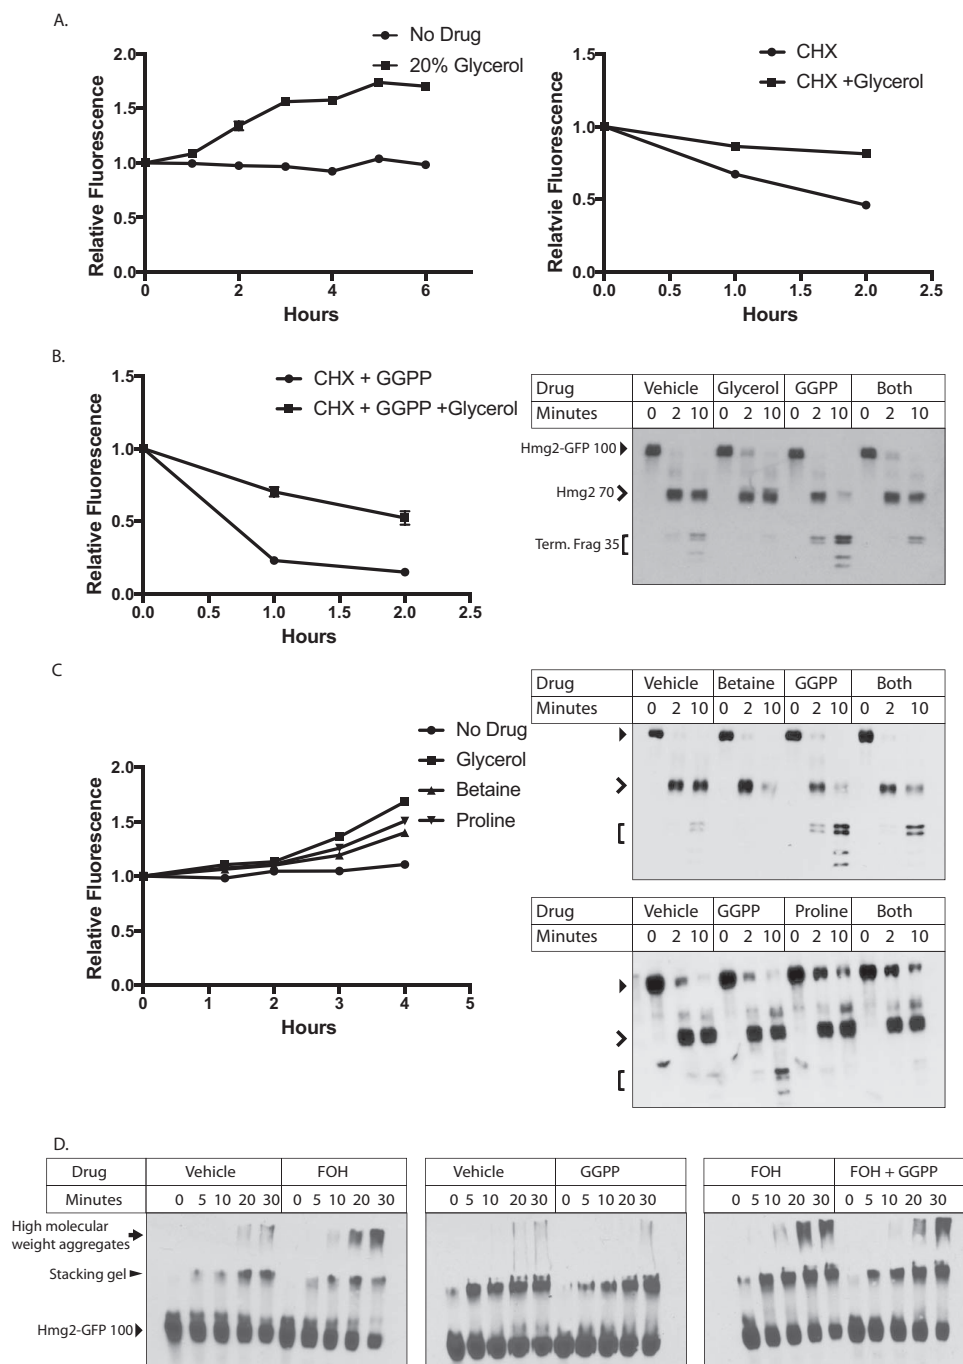 A.
No Drug
20% Glycerol
Relative Fluorescence
2.0
1.5
1.0
0.5
0.0
0 2 4 6
Hours
CHX
CHX +Glycerol
Relatvie Fluorescence
1.5
1.0
0.5
0.0
0.0 0.5 1.0 1.5 2.0 2.5
Hours
B.
CHX + GGPP
CHX + GGPP +Glycerol
Relative Fluorescence
1.5
1.0
0.5
0.0
0.0 0.5 1.0 1.5 2.0 2.5
Hours
Drug Vehicle Glycerol GGPP Both
Minutes 0 2 10 0 2 10 0 2 10 0 2 10
Hmg2-GFP 100
Hmg2 70
Term. Frag 35
C
No Drug
Glycerol
Betaine
Proline
Relative Fluorescence
2.0
1.5
1.0
0.5
0.0
0 1 2 3 4 5
Hours
Drug Vehicle Betaine GGPP Both
Minutes 0 2 10 0 2 10 0 2 10 0 2 10
Drug Vehicle GGPP Proline Both
Minutes 0 2 10 0 2 10 0 2 10 0 2 10
D.
Drug Vehicle FOH
Minutes 0 5 10 20 30 0 5 10 20 30
High molecular
weight aggregates
Stacking gel
Hmg2-GFP 100
Vehicle GGPP
0 5 10 20 30 0 5 10 20 30
FOH FOH + GGPP
0 5 10 20 30 0 5 10 20 30